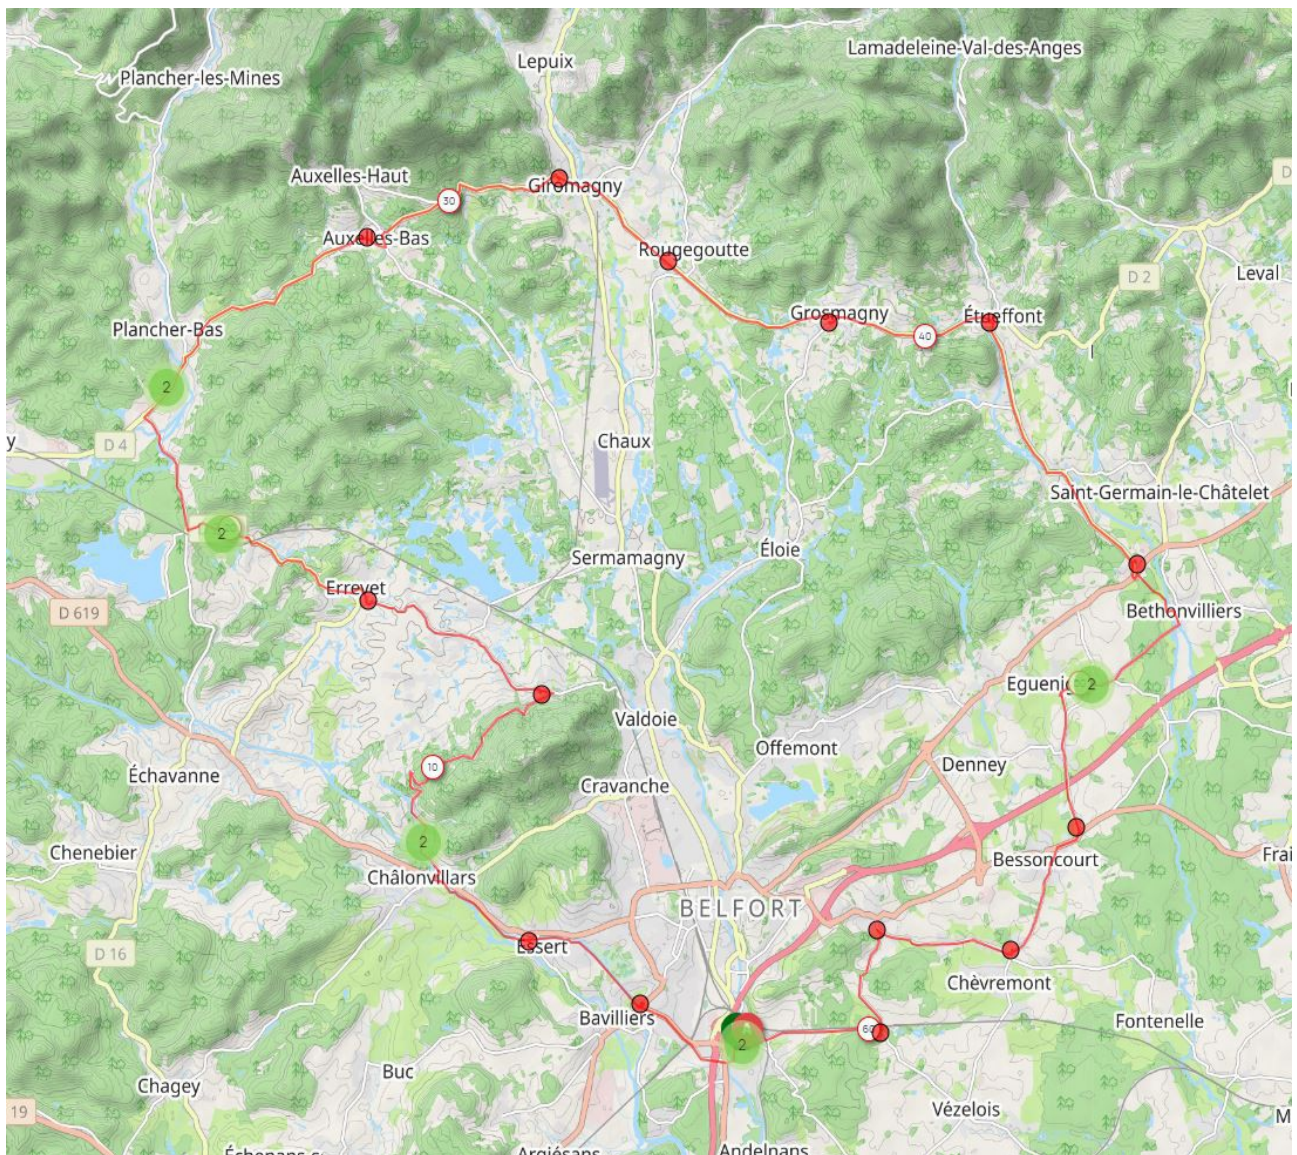 Lamadeleine-Val-des-Anges
Lepuix
Plancher-les-Mines
D
Auxelles-Haut
Giromagny
30
Auxelles-Bas
Rougegoutte
Leval
D 2
Grosmagny
Étueffont
Plancher-Bas
40
2
D 4
y
Chaux
Saint-Germain-le-Châtelet
2
Éloie
Sermamagny
Errevet
D 619
Bethonvilliers
2
Valdoie
Offemont
10
Denney
Échavanne
Cravanche
2
Chenebier
Bessoncourt
Frai
Châlonvillars
BELFORT
Essert
D 16
Chèvremont
Bavilliers
60
Fontenelle
2
Buc
Chagey
19
Vézelois
M
Andelnans
Argiésans